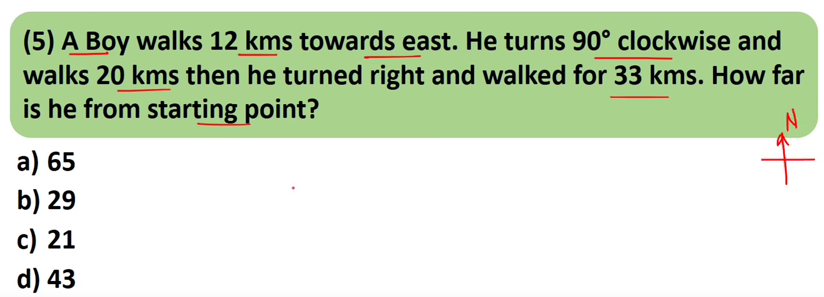 (5) A Boy walks 12 kms towards east. He turns 90° clockwise and
walks 20 kms then he turned right and walked for 33 kms. How far
is he from starting point?
N
a) 65
b) 29
c) 21
d) 43